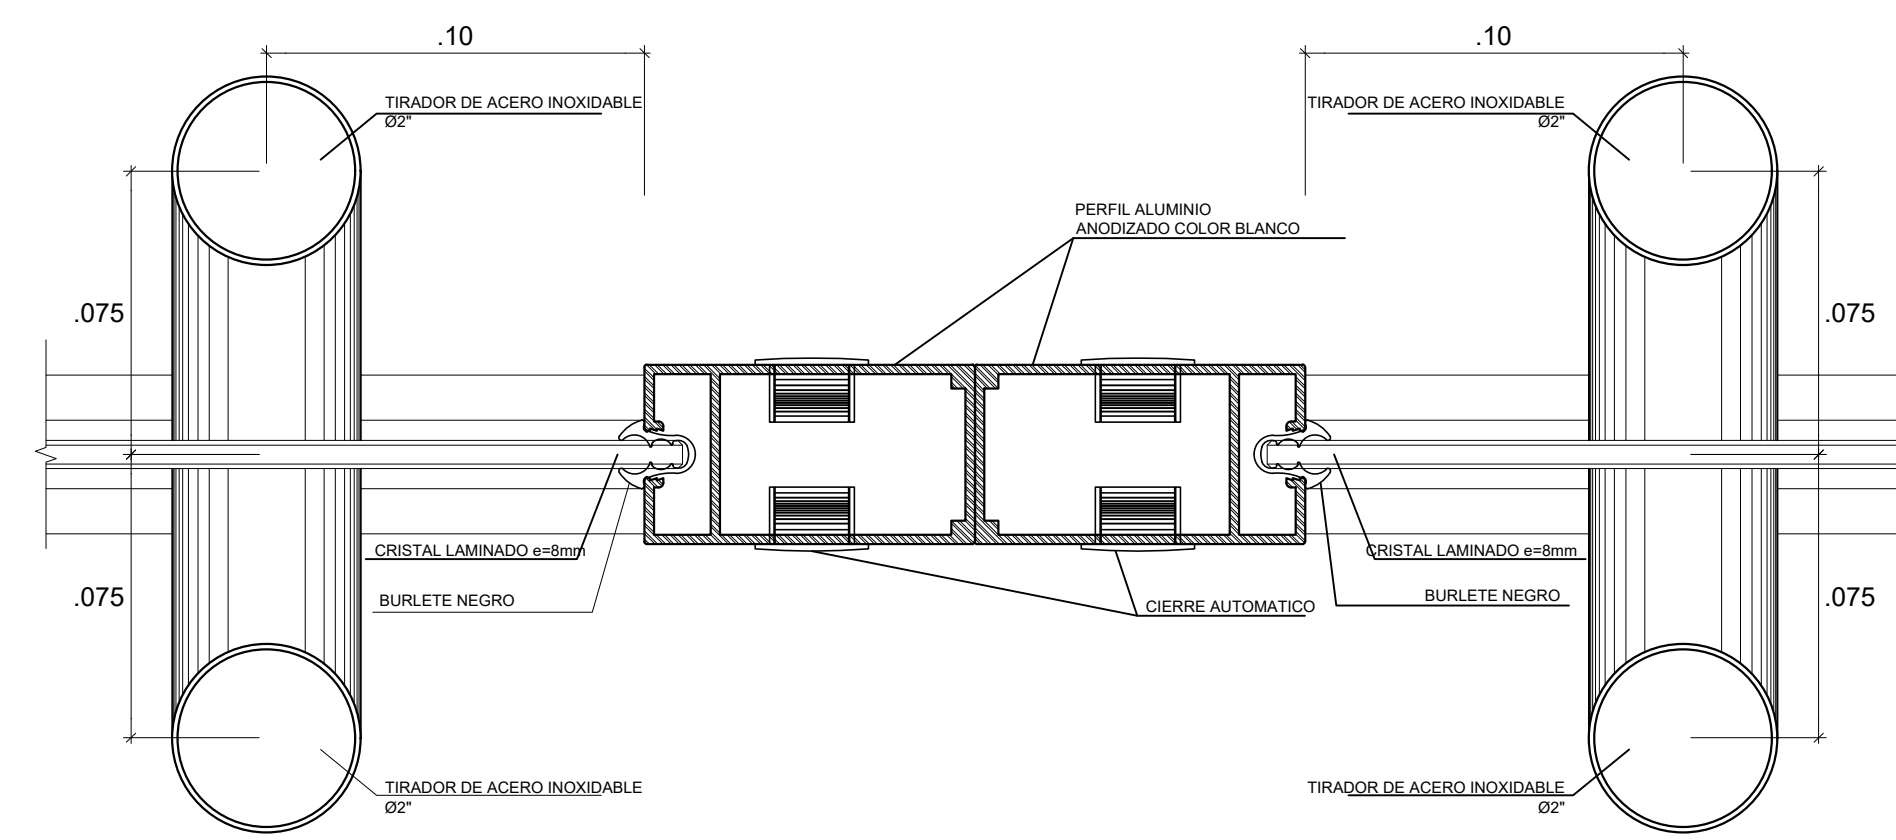 .10
.10
TIRADOR DE ACERO INOXIDABLE
Ø2"
TIRADOR DE ACERO INOXIDABLE
Ø2"
PERFIL ALUMINIO
ANODIZADO COLOR BLANCO
.075
.075
CRISTAL LAMINADO e=8mm
CRISTAL LAMINADO e=8mm
.075
BURLETE NEGRO
CIERRE AUTOMATICO
BURLETE NEGRO
.075
TIRADOR DE ACERO INOXIDABLE
Ø2"
TIRADOR DE ACERO INOXIDABLE
Ø2"